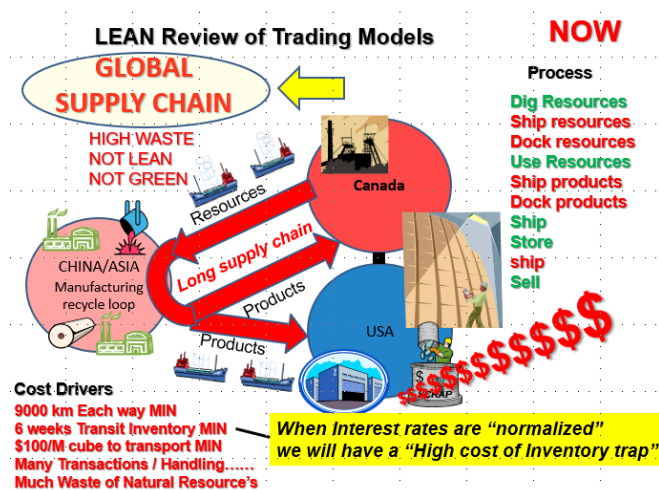 LEAN Review of Trading Models
NOW
GLOBAL
SUPPLY CHAIN
HIGH WASTE
NOT LEAN
NOT GREEN
Process
Dig Resources
Ship resources
Dock resources
Use Resources
Ship products
Dock products
Ship
Store
ship
Sell
Canada
Resources
Long supply chain
Products
Products
CHINA/ASIA
Manufacturing
recycle loop
USA
$
SCRAP
$$$$$$$$$$$$$
Cost Drivers
9000 km Each way MIN
6 weeks Transit Inventory MIN
$100/M cube to transport MIN
Many Transactions / Handling......
Much Waste of Natural Resource's
When Interest rates are “normalized”
we will have a “High cost of Inventory trap”